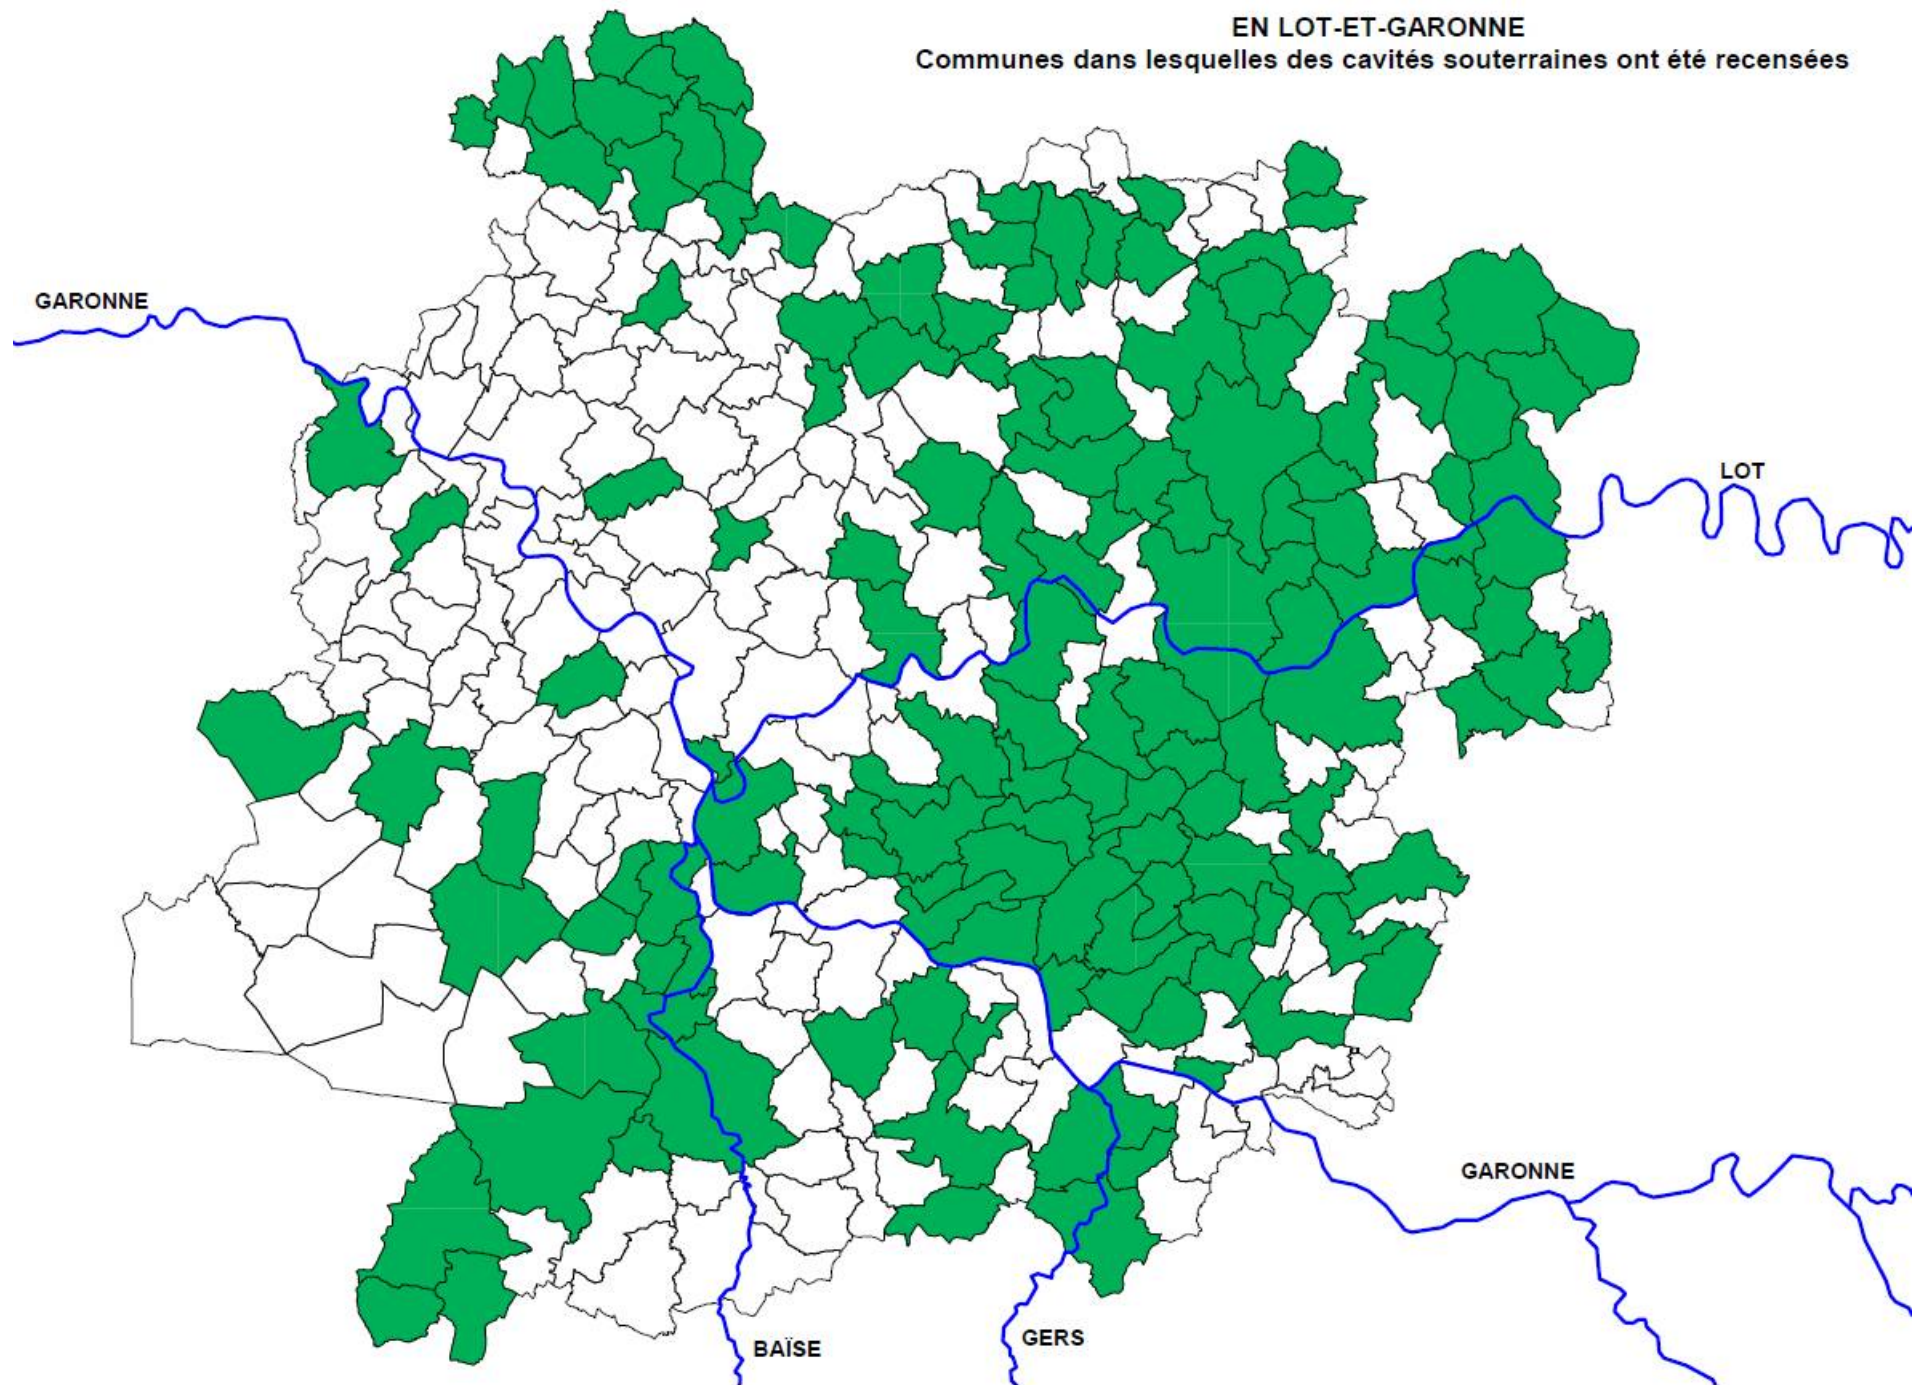 EN LOT-ET-GARONNE
Communes dans lesquelles des cavités souterraines ont été recensées
GARONNE
LOT
GARONNE
GERS
BAÏSE